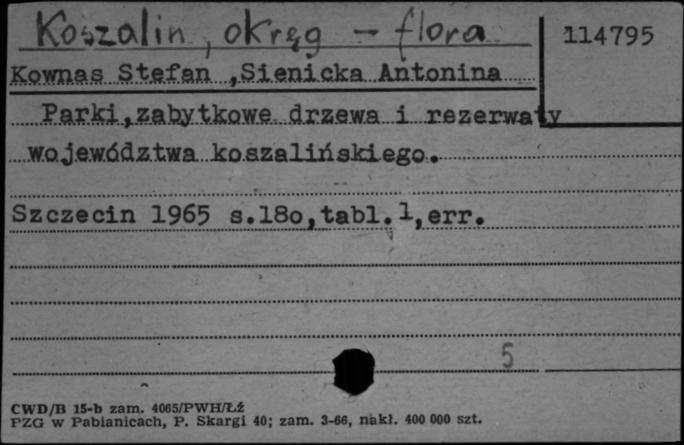 Koszalin, okręg - flora
114795
Kownas Stefan ,Sienicka Antonina
Parki,zabytkowe drzewa i rezerwaty
województwa koszalińskiego.
Szczecin 1965 s.18o,tabl.1,err.
5
CWD/B 15-b zam. 4065/PWH/Łź
PZG w Pabianicach, P. Skargi 40; zam. 3-66, nakł. 400 000 szt.